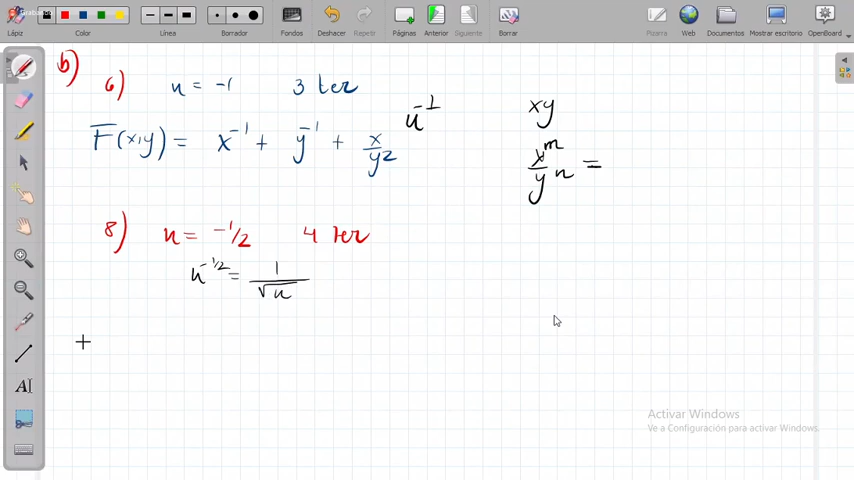 Lápiz
Color
Línea
Borrador
Fondos
Deshacer
Repetir
Páginas
Anterior
Siguiente
Borrar
Pizarra
Web
Documentos
Mostrar escritorio
OpenBoard
b)
6) n = -1 3 ter
F(x,y) = x⁻¹ + y⁻¹ + x/y²
u⁻¹
xy
x^m/y^n =
8) n = -1/2 4 ter
u^-1/2 = 1/√u
+
AI
Activar Windows
Ve a Configuración para activar Windows.